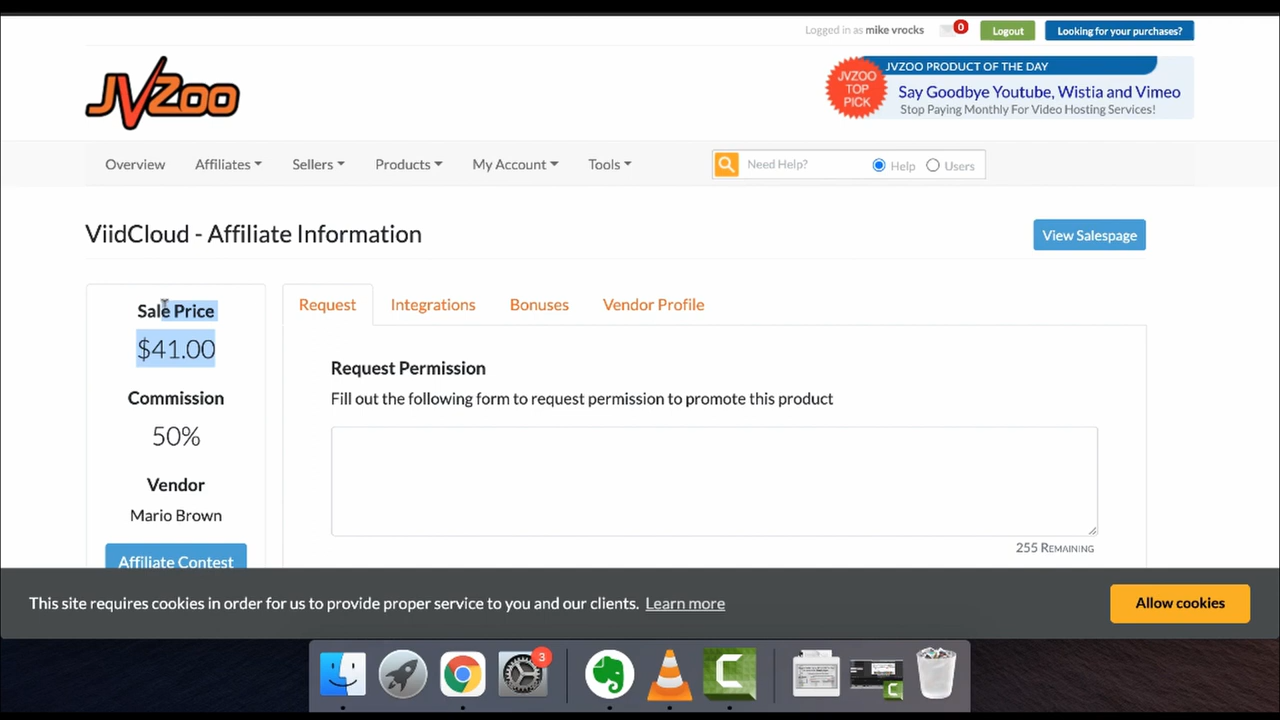 Logged in as mike vrocks
0
Logout
Looking for your purchases?
JVZoo
JVZOO
TOP
PICK
JVZOO PRODUCT OF THE DAY
Say Goodbye Youtube, Wistia and Vimeo
Stop Paying Monthly For Video Hosting Services!
Overview
Affiliates
Sellers
Products
My Account
Tools
Need Help?
Help
Users
ViidCloud - Affiliate Information
View Salespage
Sale Price
$41.00
Commission
50%
Vendor
Mario Brown
Affiliate Contest
Request
Integrations
Bonuses
Vendor Profile
Request Permission
Fill out the following form to request permission to promote this product
255 REMAINING
This site requires cookies in order for us to provide proper service to you and our clients. Learn more
Allow cookies
3